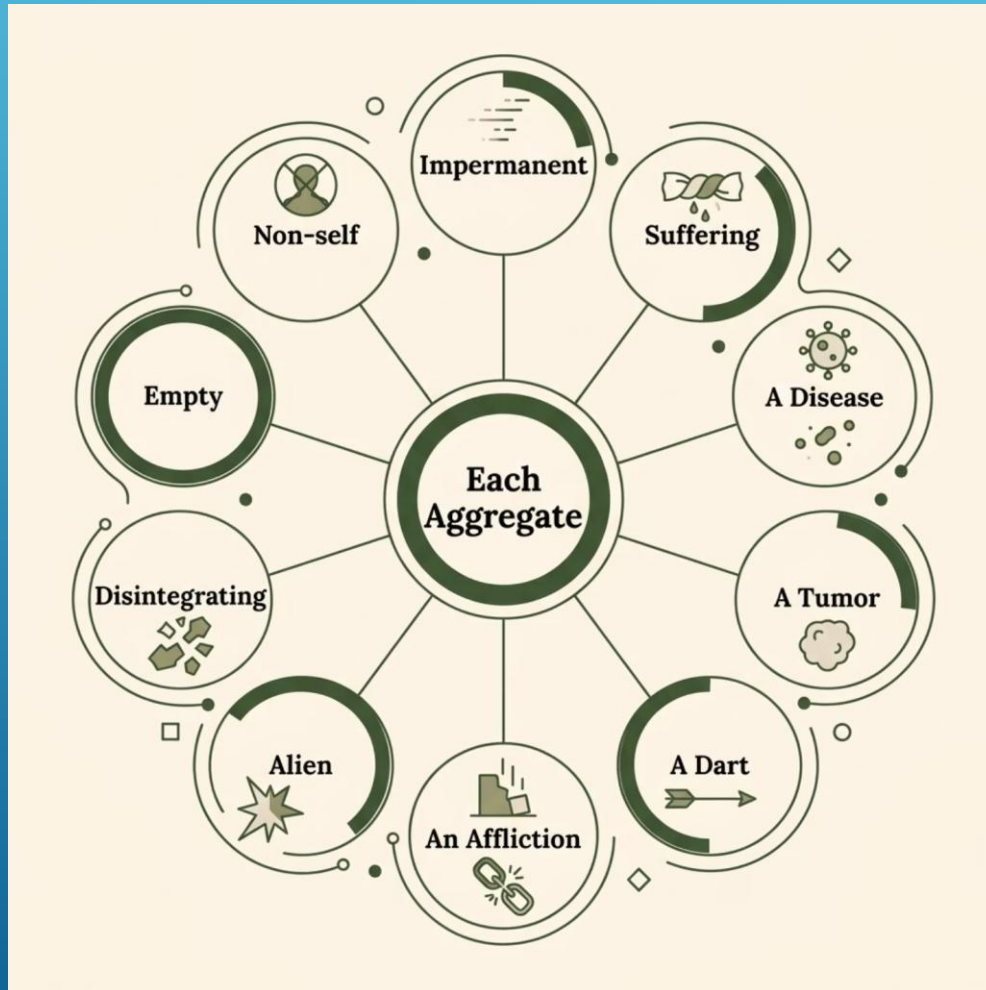 Impermanent
Suffering
A Disease
A Tumor
A Dart
An Affliction
Alien
Disintegrating
Empty
Non-self
Each
Aggregate